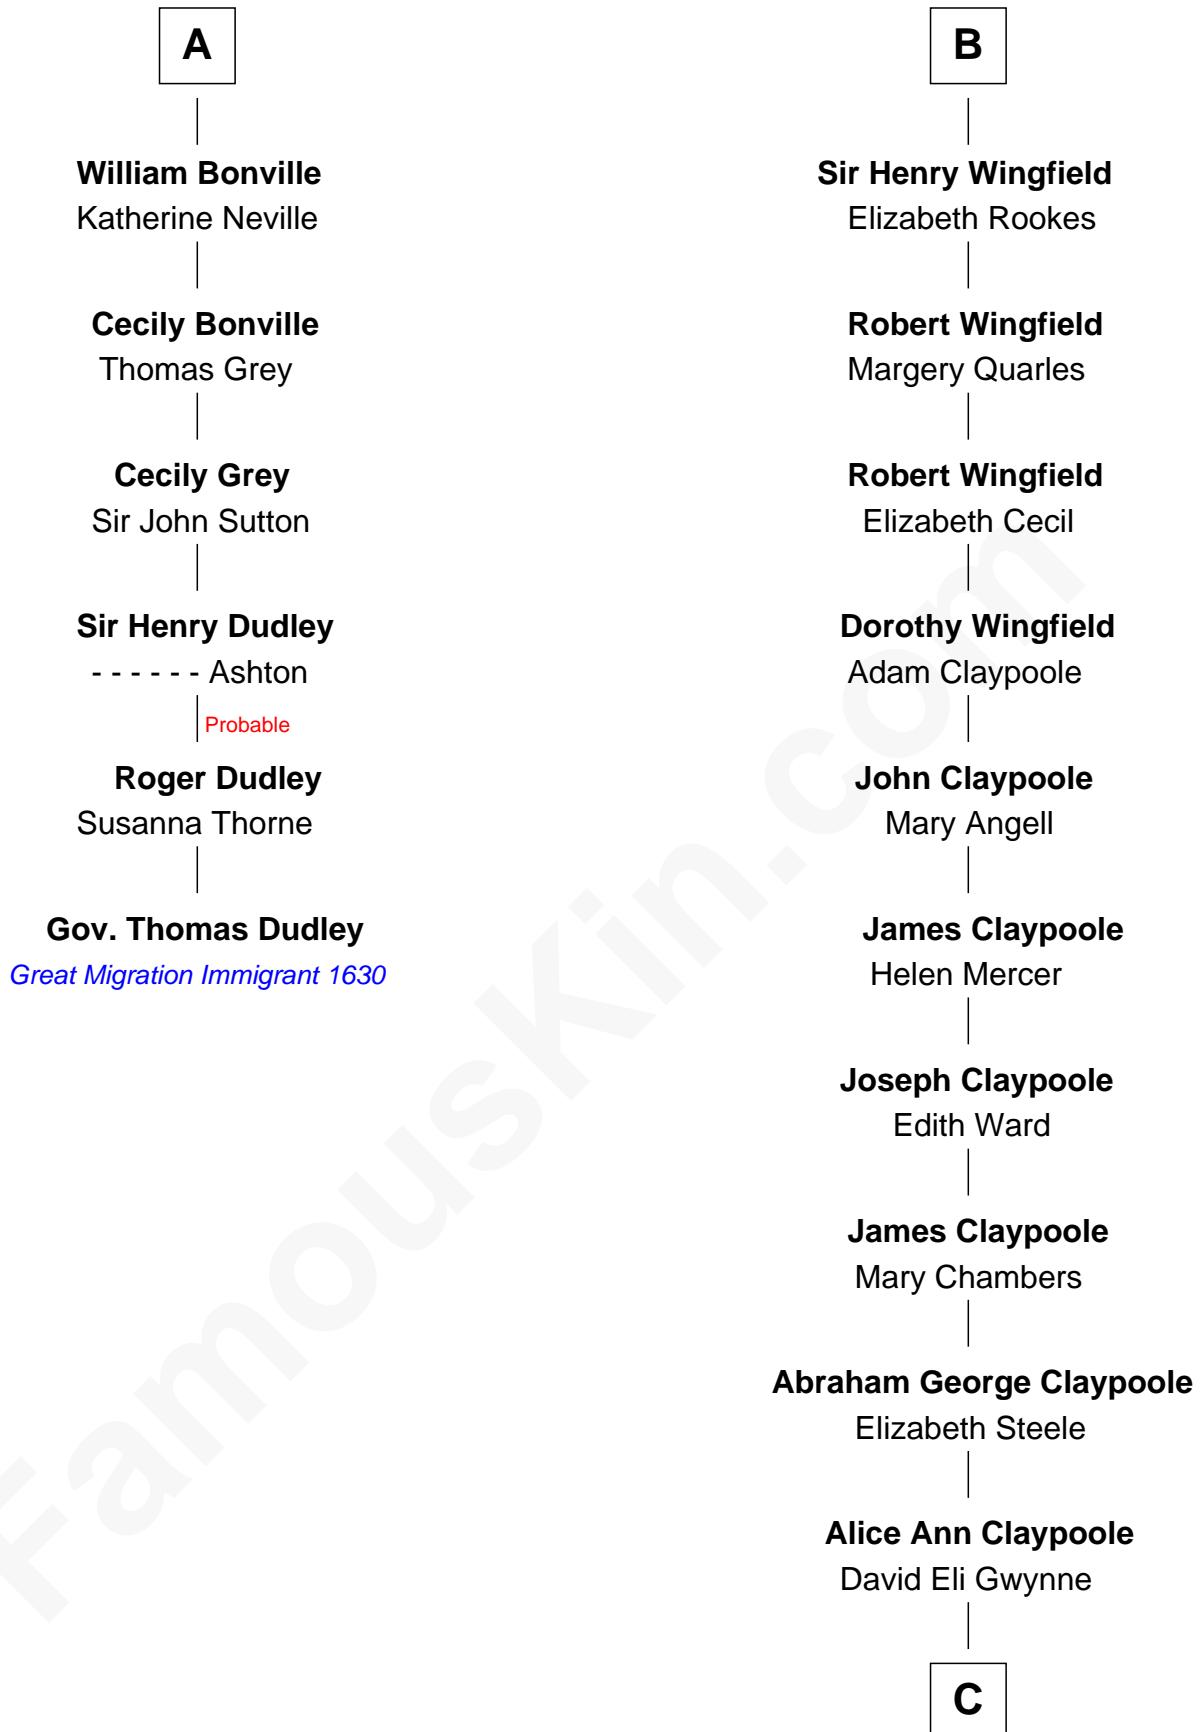 A
William Bonville
Katherine Neville
Cecily Bonville
Thomas Grey
Cecily Grey
Sir John Sutton
Sir Henry Dudley
- - - - - - Ashton
Probable
Roger Dudley
Susanna Thorne
Gov. Thomas Dudley
Great Migration Immigrant 1630
B
Sir Henry Wingfield
Elizabeth Rookes
Robert Wingfield
Margery Quarles
Robert Wingfield
Elizabeth Cecil
Dorothy Wingfield
Adam Claypoole
John Claypoole
Mary Angell
James Claypoole
Helen Mercer
Joseph Claypoole
Edith Ward
James Claypoole
Mary Chambers
Abraham George Claypoole
Elizabeth Steele
Alice Ann Claypoole
David Eli Gwynne
C
FamousKin.com